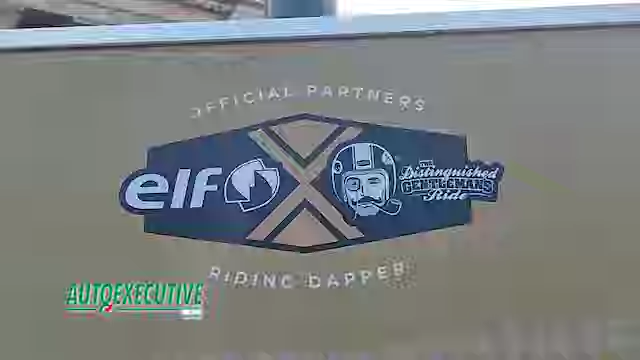 OFFICIAL PARTNERS
elf
The Distinguished
GENTLEMAN'S
Ride
RIDING DAPPER
AUTOEXECUTIVE